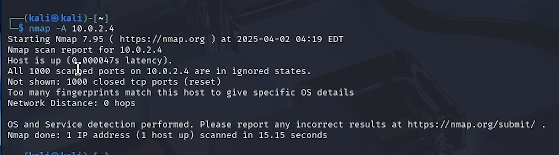 ┌──(kali㉿kali)-[~]
└─$ nmap -A 10.0.2.4
Starting Nmap 7.95 ( https://nmap.org ) at 2025-04-02 04:19 EDT
Nmap scan report for 10.0.2.4
Host is up (0.000047s latency).
All 1000 scanned ports on 10.0.2.4 are in ignored states.
Not shown: 1000 closed tcp ports (reset)
Too many fingerprints match this host to give specific OS details
Network Distance: 0 hops

OS and Service detection performed. Please report any incorrect results at https://nmap.org/submit/ .
Nmap done: 1 IP address (1 host up) scanned in 15.15 seconds